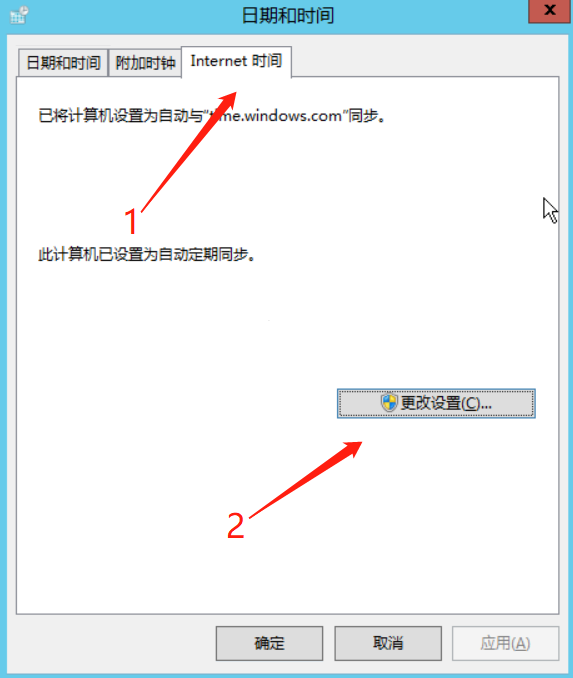 日期和时间
x
日期和时间 附加时钟 Internet 时间
已将计算机设置为自动与“time.windows.com”同步。
1
此计算机已设置为自动定期同步。
更改设置(C)...
2
确定 取消 应用(A)